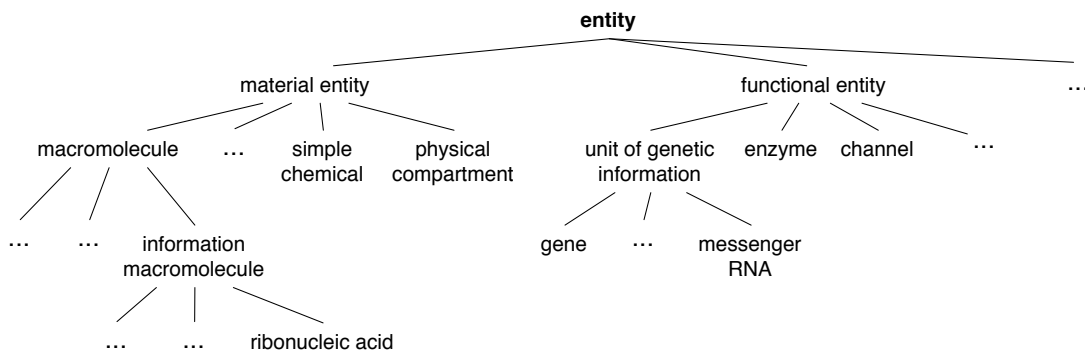 entity
material entity
functional entity
...
macromolecule
...
simple
chemical
physical
compartment
unit of genetic
information
enzyme
channel
...
...
...
information
macromolecule
gene
...
messenger
RNA
...
...
ribonucleic acid